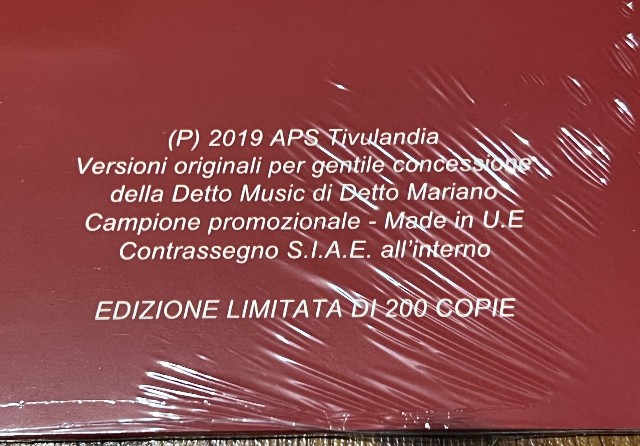 (P) 2019 APS Tivulandia
Versioni originali per gentile concessione
della Detto Music di Detto Mariano
Campione promozionale - Made in U.E
Contrassegno S.I.A.E. all'interno
EDIZIONE LIMITATA DI 200 COPIE